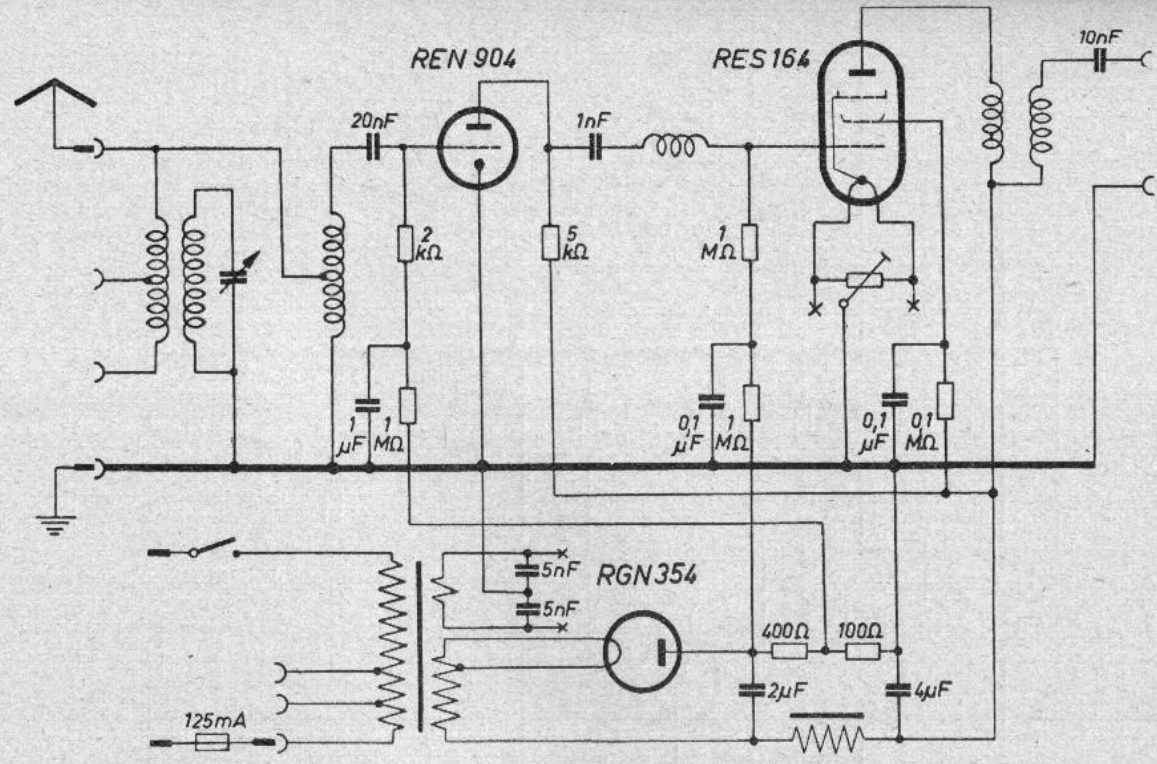 REN 904
RES 164
10nF
20nF
1nF
2
kΩ
5
kΩ
1
MΩ
1
µF
1
MΩ
0,1
µF
1
MΩ
0,1
µF
0,1
MΩ
5nF
5nF
RGN 354
400Ω
100Ω
2µF
4µF
125mA